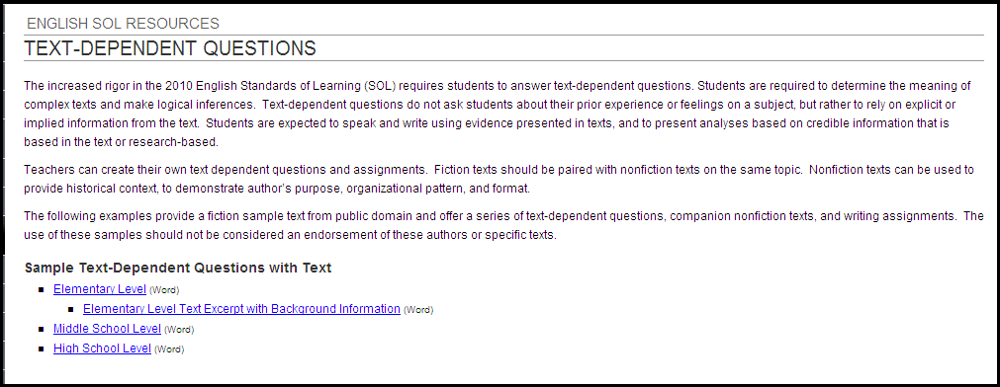 ENGLISH SOL RESOURCES
TEXT-DEPENDENT QUESTIONS
The increased rigor in the 2010 English Standards of Learning (SOL) requires students to answer text-dependent questions. Students are required to determine the meaning of
complex texts and make logical inferences.  Text-dependent questions do not ask students about their prior experience or feelings on a subject, but rather to rely on explicit or
implied information from the text.  Students are expected to speak and write using evidence presented in texts, and to present analyses based on credible information that is
based in the text or research-based.
Teachers can create their own text dependent questions and assignments.  Fiction texts should be paired with nonfiction texts on the same topic.  Nonfiction texts can be used to
provide historical context, to demonstrate author's purpose, organizational pattern, and format.
The following examples provide a fiction sample text from public domain and offer a series of text-dependent questions, companion nonfiction texts, and writing assignments.  The
use of these samples should not be considered an endorsement of these authors or specific texts.
Sample Text-Dependent Questions with Text
Elementary Level (Word)
Elementary Level Text Excerpt with Background Information (Word)
Middle School Level (Word)
High School Level (Word)